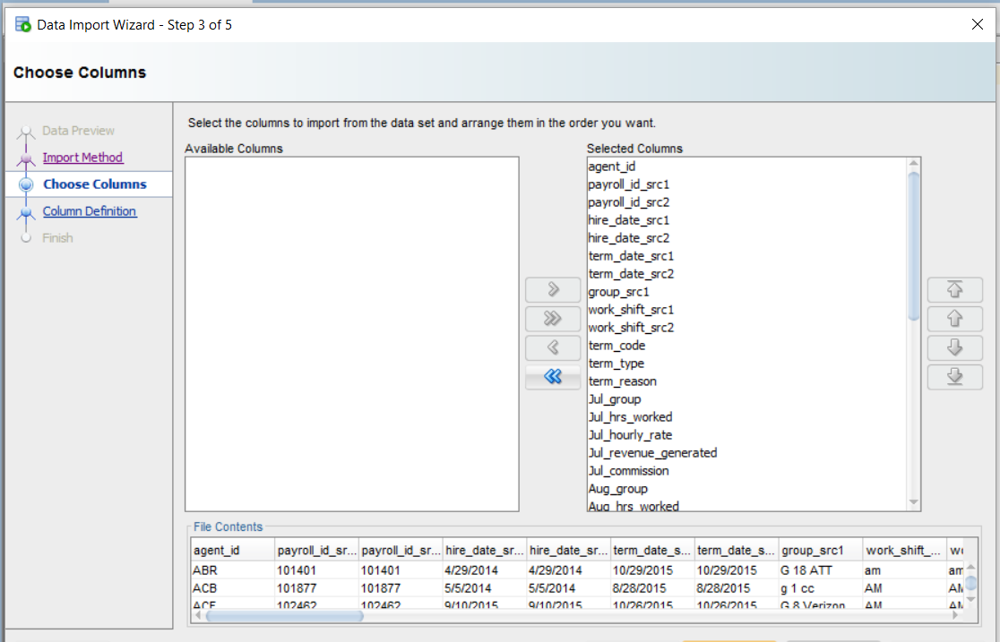 Data Import Wizard - Step 3 of 5
Choose Columns
Data Preview
Import Method
Choose Columns
Column Definition
Finish
Select the columns to import from the data set and arrange them in the order you want.
Available Columns
Selected Columns
agent_id
payroll_id_src1
payroll_id_src2
hire_date_src1
hire_date_src2
term_date_src1
term_date_src2
group_src1
work_shift_src1
work_shift_src2
term_code
term_type
term_reason
Jul_group
Jul_hrs_worked
Jul_hourly_rate
Jul_revenue_generated
Jul_commission
Aug_group
Aug_hrs_worked
File Contents
agent_id payroll_id_sr... payroll_id_sr... hire_date_sr... hire_date_sr... term_date_s... term_date_s... group_src1 work_shift_...
ABR 101401 101401 4/29/2014 4/29/2014 10/29/2015 10/29/2015 G 18 ATT am am
ACB 101877 101877 5/5/2014 5/5/2014 8/28/2015 8/28/2015 g 1 cc AM
ACE 102462 102462 9/10/2015 9/10/2015 10/26/2015 10/26/2015 G 8 Verizon AM